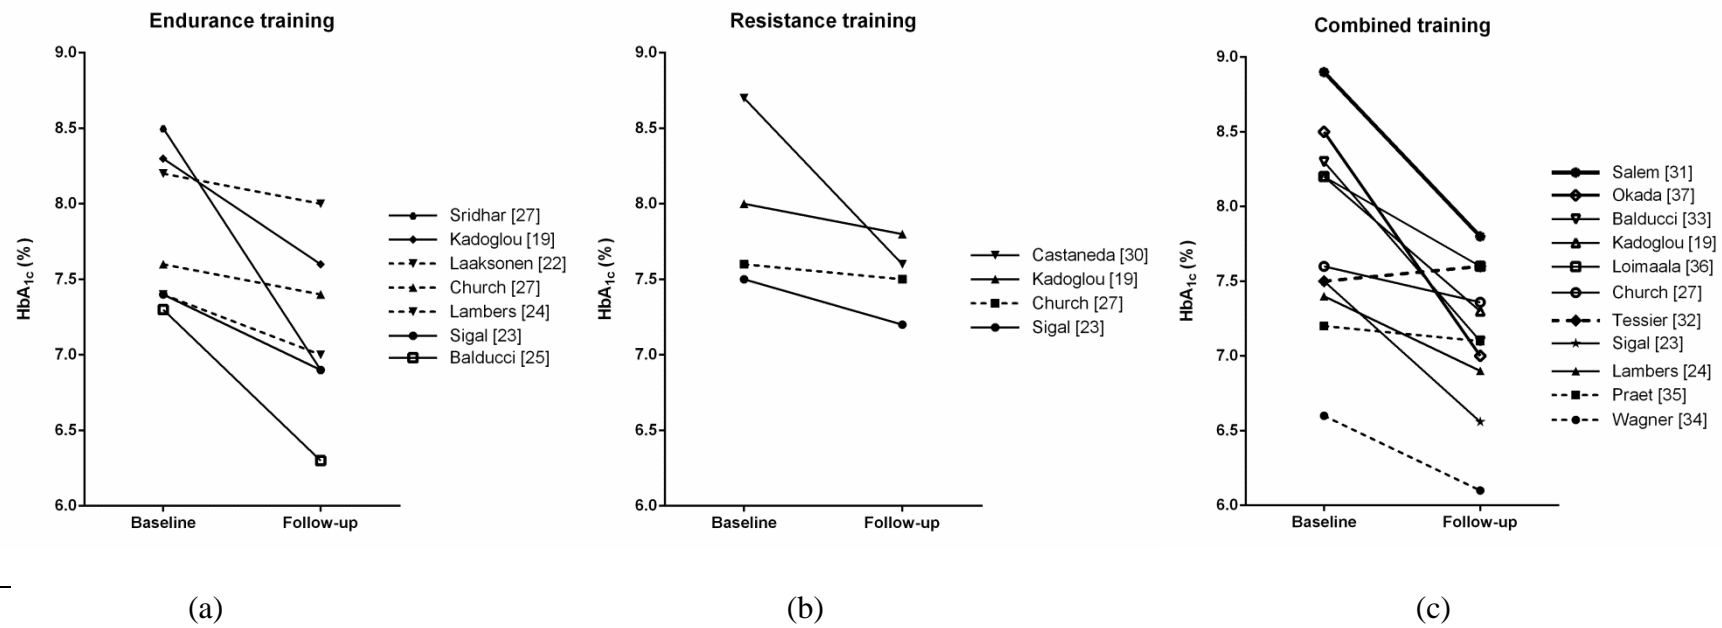 Endurance training
9.0
8.5
8.0
7.5
7.0
6.5
6.0
HbA1c (%)
Baseline
Follow-up
Sridhar [27]
Kadoglou [19]
Laaksonen [22]
Church [27]
Lambers [24]
Sigal [23]
Balducci [25]
(a)
Resistance training
9.0
8.5
8.0
7.5
7.0
6.5
6.0
HbA1c (%)
Baseline
Follow-up
Castaneda [30]
Kadoglou [19]
Church [27]
Sigal [23]
(b)
Combined training
9.0
8.5
8.0
7.5
7.0
6.5
6.0
HbA1c (%)
Baseline
Follow-up
Salem [31]
Okada [37]
Balducci [33]
Kadoglou [19]
Loimaala [36]
Church [27]
Tessier [32]
Sigal [23]
Lambers [24]
Praet [35]
Wagner [34]
(c)